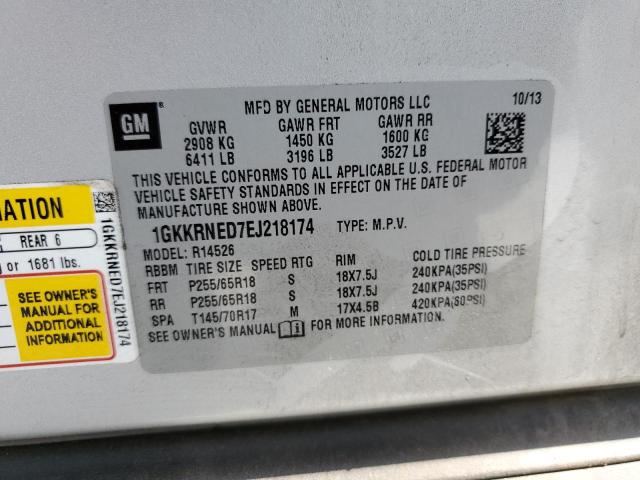 GM
®
MFD BY GENERAL MOTORS LLC 10/13
GVWR GAWR FRT GAWR RR
2908 KG 1450 KG 1600 KG
6411 LB 3196 LB 3527 LB
THIS VEHICLE CONFORMS TO ALL APPLICABLE U.S. FEDERAL MOTOR
VEHICLE SAFETY STANDARDS IN EFFECT ON THE DATE OF
MANUFACTURE SHOWN ABOVE.
1GKKRNED7EJ218174 TYPE: M.P.V.
MODEL: R14526
RBBM TIRE SIZE SPEED RTG RIM COLD TIRE PRESSURE
FRT P255/65R18 S 18X7.5J 240KPA(35PSI)
RR P255/65R18 S 18X7.5J 240KPA(35PSI)
SPA T145/70R17 M 17X4.5B 420KPA(60PSI)
SEE OWNER'S MANUAL FOR MORE INFORMATION.
REAR 6
or 1681 lbs.
SEE OWNER'S
MANUAL FOR
ADDITIONAL
INFORMATION
1GKKRNED7EJ218174